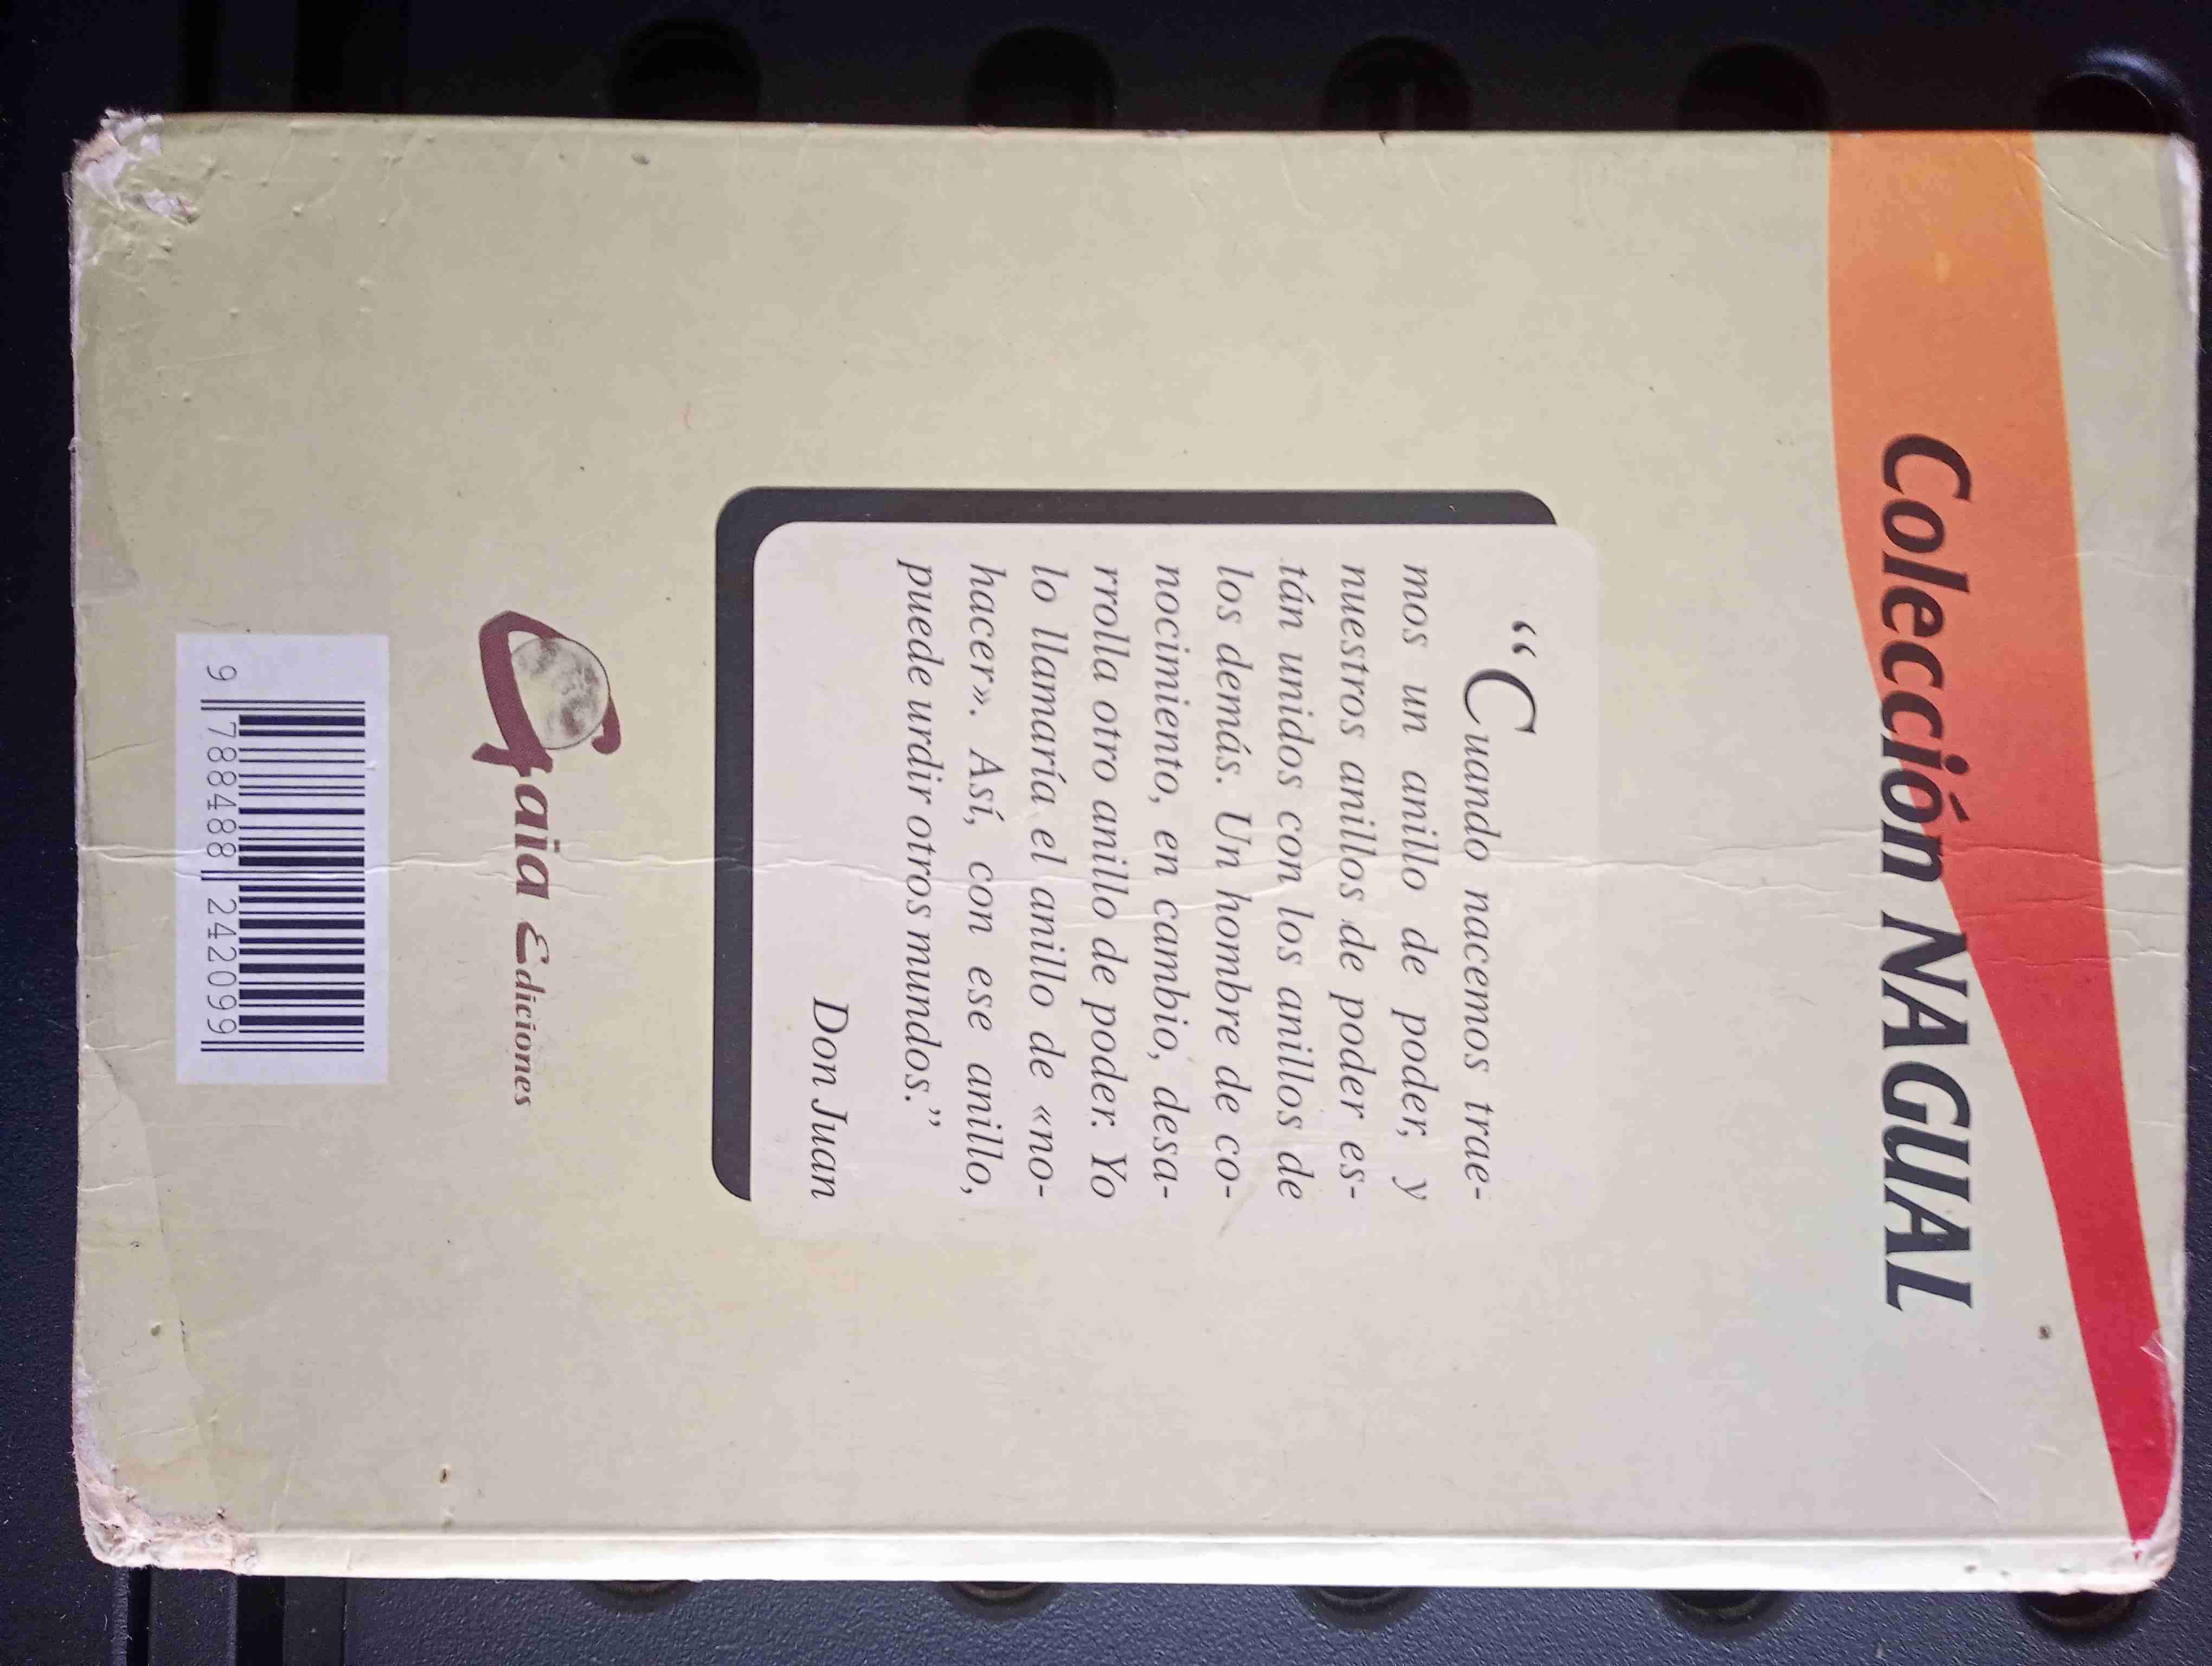 Colección NAGUAL
“Cuando nacemos trae-
mos un anillo de poder, y
nuestros anillos de poder es-
tán unidos con los anillos de
los demás. Un hombre de co-
nocimiento, en cambio, desa-
rrolla otro anillo de poder. Yo
lo llamaría el anillo de «no-
hacer». Así, con ese anillo,
puede urdir otros mundos.”
Don Juan
Gaia Ediciones
9 788488 242099